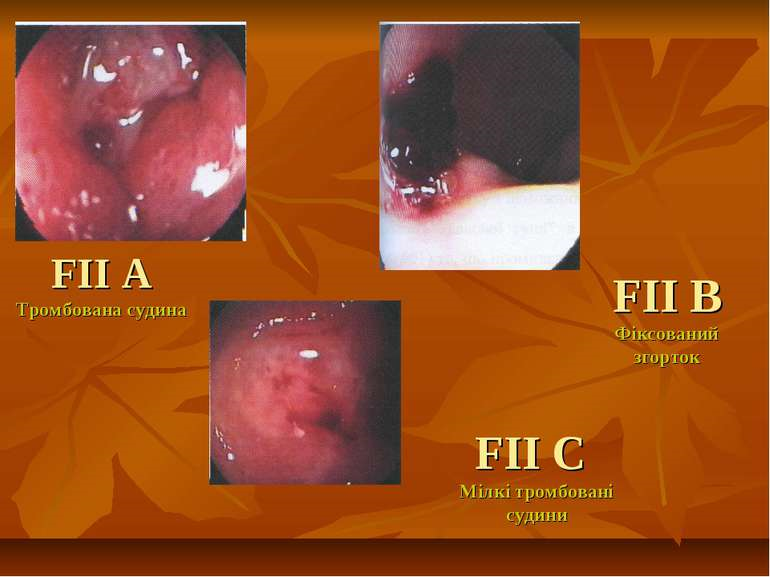 FII A
Тромбована судина
FII B
Фіксований
згорток
FII C
Мілкі тромбовані
судини